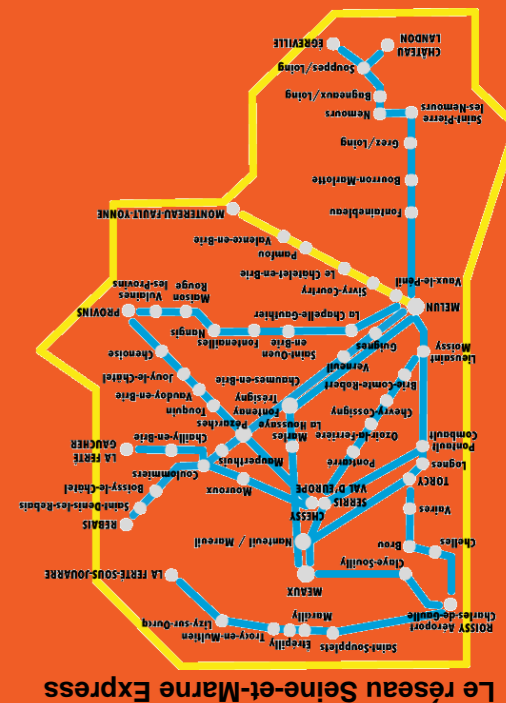 Le réseau Seine-et-Marne Express
Saint-Soupplets
Marcilly
Etrépilly
Trocy-en-Multien
Lizy-sur-Ourcq
ROISSY Aéroport
Charles-de-Gaulle
MEAUX
LA FERTÉ-SOUS-JOUARRE
Claye-Souilly
Chelles
Brou
Nanteuil / Mareuil
REBAIS
Vaires
CHESSY
Saint-Denis-les-Rebais
SERRIS
VAL D'EUROPE
Boissy-le-Châtel
TORCY
Lognes
Mouroux
Coulommiers
Pontcarré
Mauperthuis
LA FERTÉ
GAUCHER
Pontault
Combault
Ozoir-la-Ferrière
Marles
Chailly-en-Brie
La Houssaye
Pézarches
Chevry-Cossigny
Fontenay
Trésigny
Touquin
Brie-Comte-Robert
Vaudoy-en-Brie
Chaumes-en-Brie
Jouy-le-Châtel
Lieusaint
Moissy
Verneuil
Chenoise
Guignes
Saint-Ouen
en-Brie
Fontenailles
Nangis
MELUN
La Chapelle-Gauthier
Maison
Rouge
Vulaines
les-Provins
PROVINS
Vaux-le-Pénil
Sivry-Courtry
Le Chatelet-en-Brie
Pamfou
Valence-en-Brie
MONTEREAU-FAULT-YONNE
Fontainebleau
Bourron-Marlotte
Grez/Loing
Saint-Pierre
les-Nemours
Nemours
Bagneaux/Loing
Souppes/Loing
CHÂTEAU
LANDON
EGREVILLE